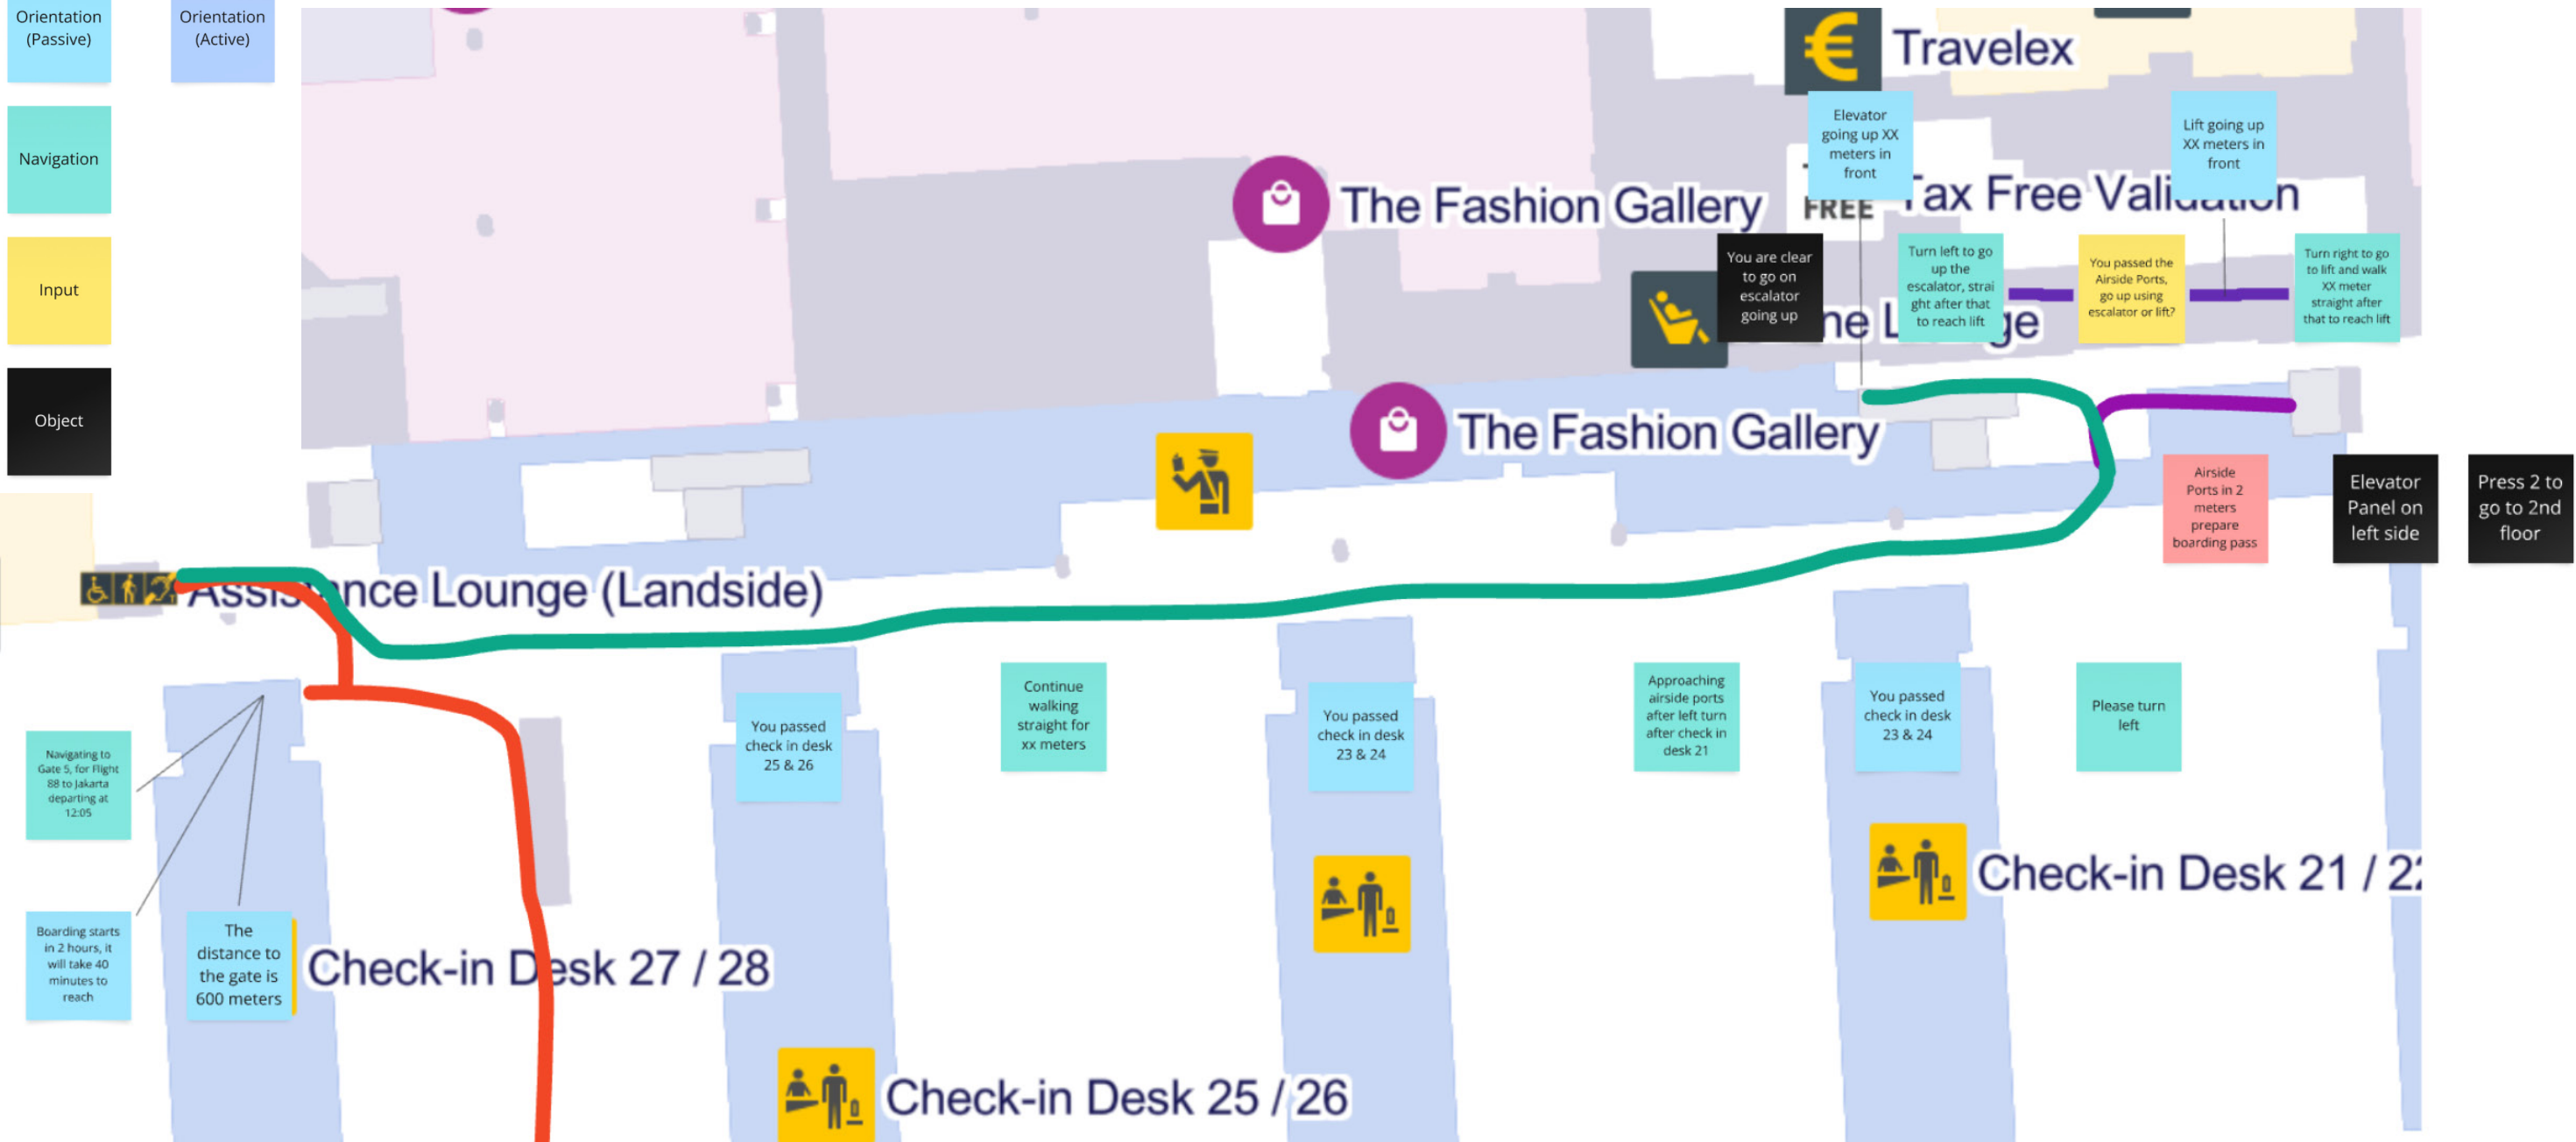 Orientation
(Passive)
Orientation
(Active)
Navigation
Input
Object
€ Travelex
Elevator
going up XX
meters in
front
Lift going up
XX meters in
front
The Fashion Gallery
FREE
Tax Free Validation
You are clear
to go on
escalator
going up
Turn left to go
up the
escalator, strai
ght after that
to reach lift
You passed the
Airside Ports,
go up using
escalator or lift?
Turn right to go
to lift and walk
XX meter
straight after
that to reach lift
The Fashion Gallery
Airside
Ports in 2
meters
prepare
boarding pass
Elevator
Panel on
left side
Press 2 to
go to 2nd
floor
Assistance Lounge (Landside)
Navigating to
Gate 5, for Flight
88 to Jakarta
departing at
12:05
You passed
check in desk
25 & 26
Continue
walking
straight for
xx meters
You passed
check in desk
23 & 24
Approaching
airside ports
after left turn
after check in
desk 21
You passed
check in desk
23 & 24
Please turn
left
Check-in Desk 21 / 22
Boarding starts
in 2 hours, it
will take 40
minutes to
reach
The
distance to
the gate is
600 meters
Check-in Desk 27 / 28
Check-in Desk 25 / 26